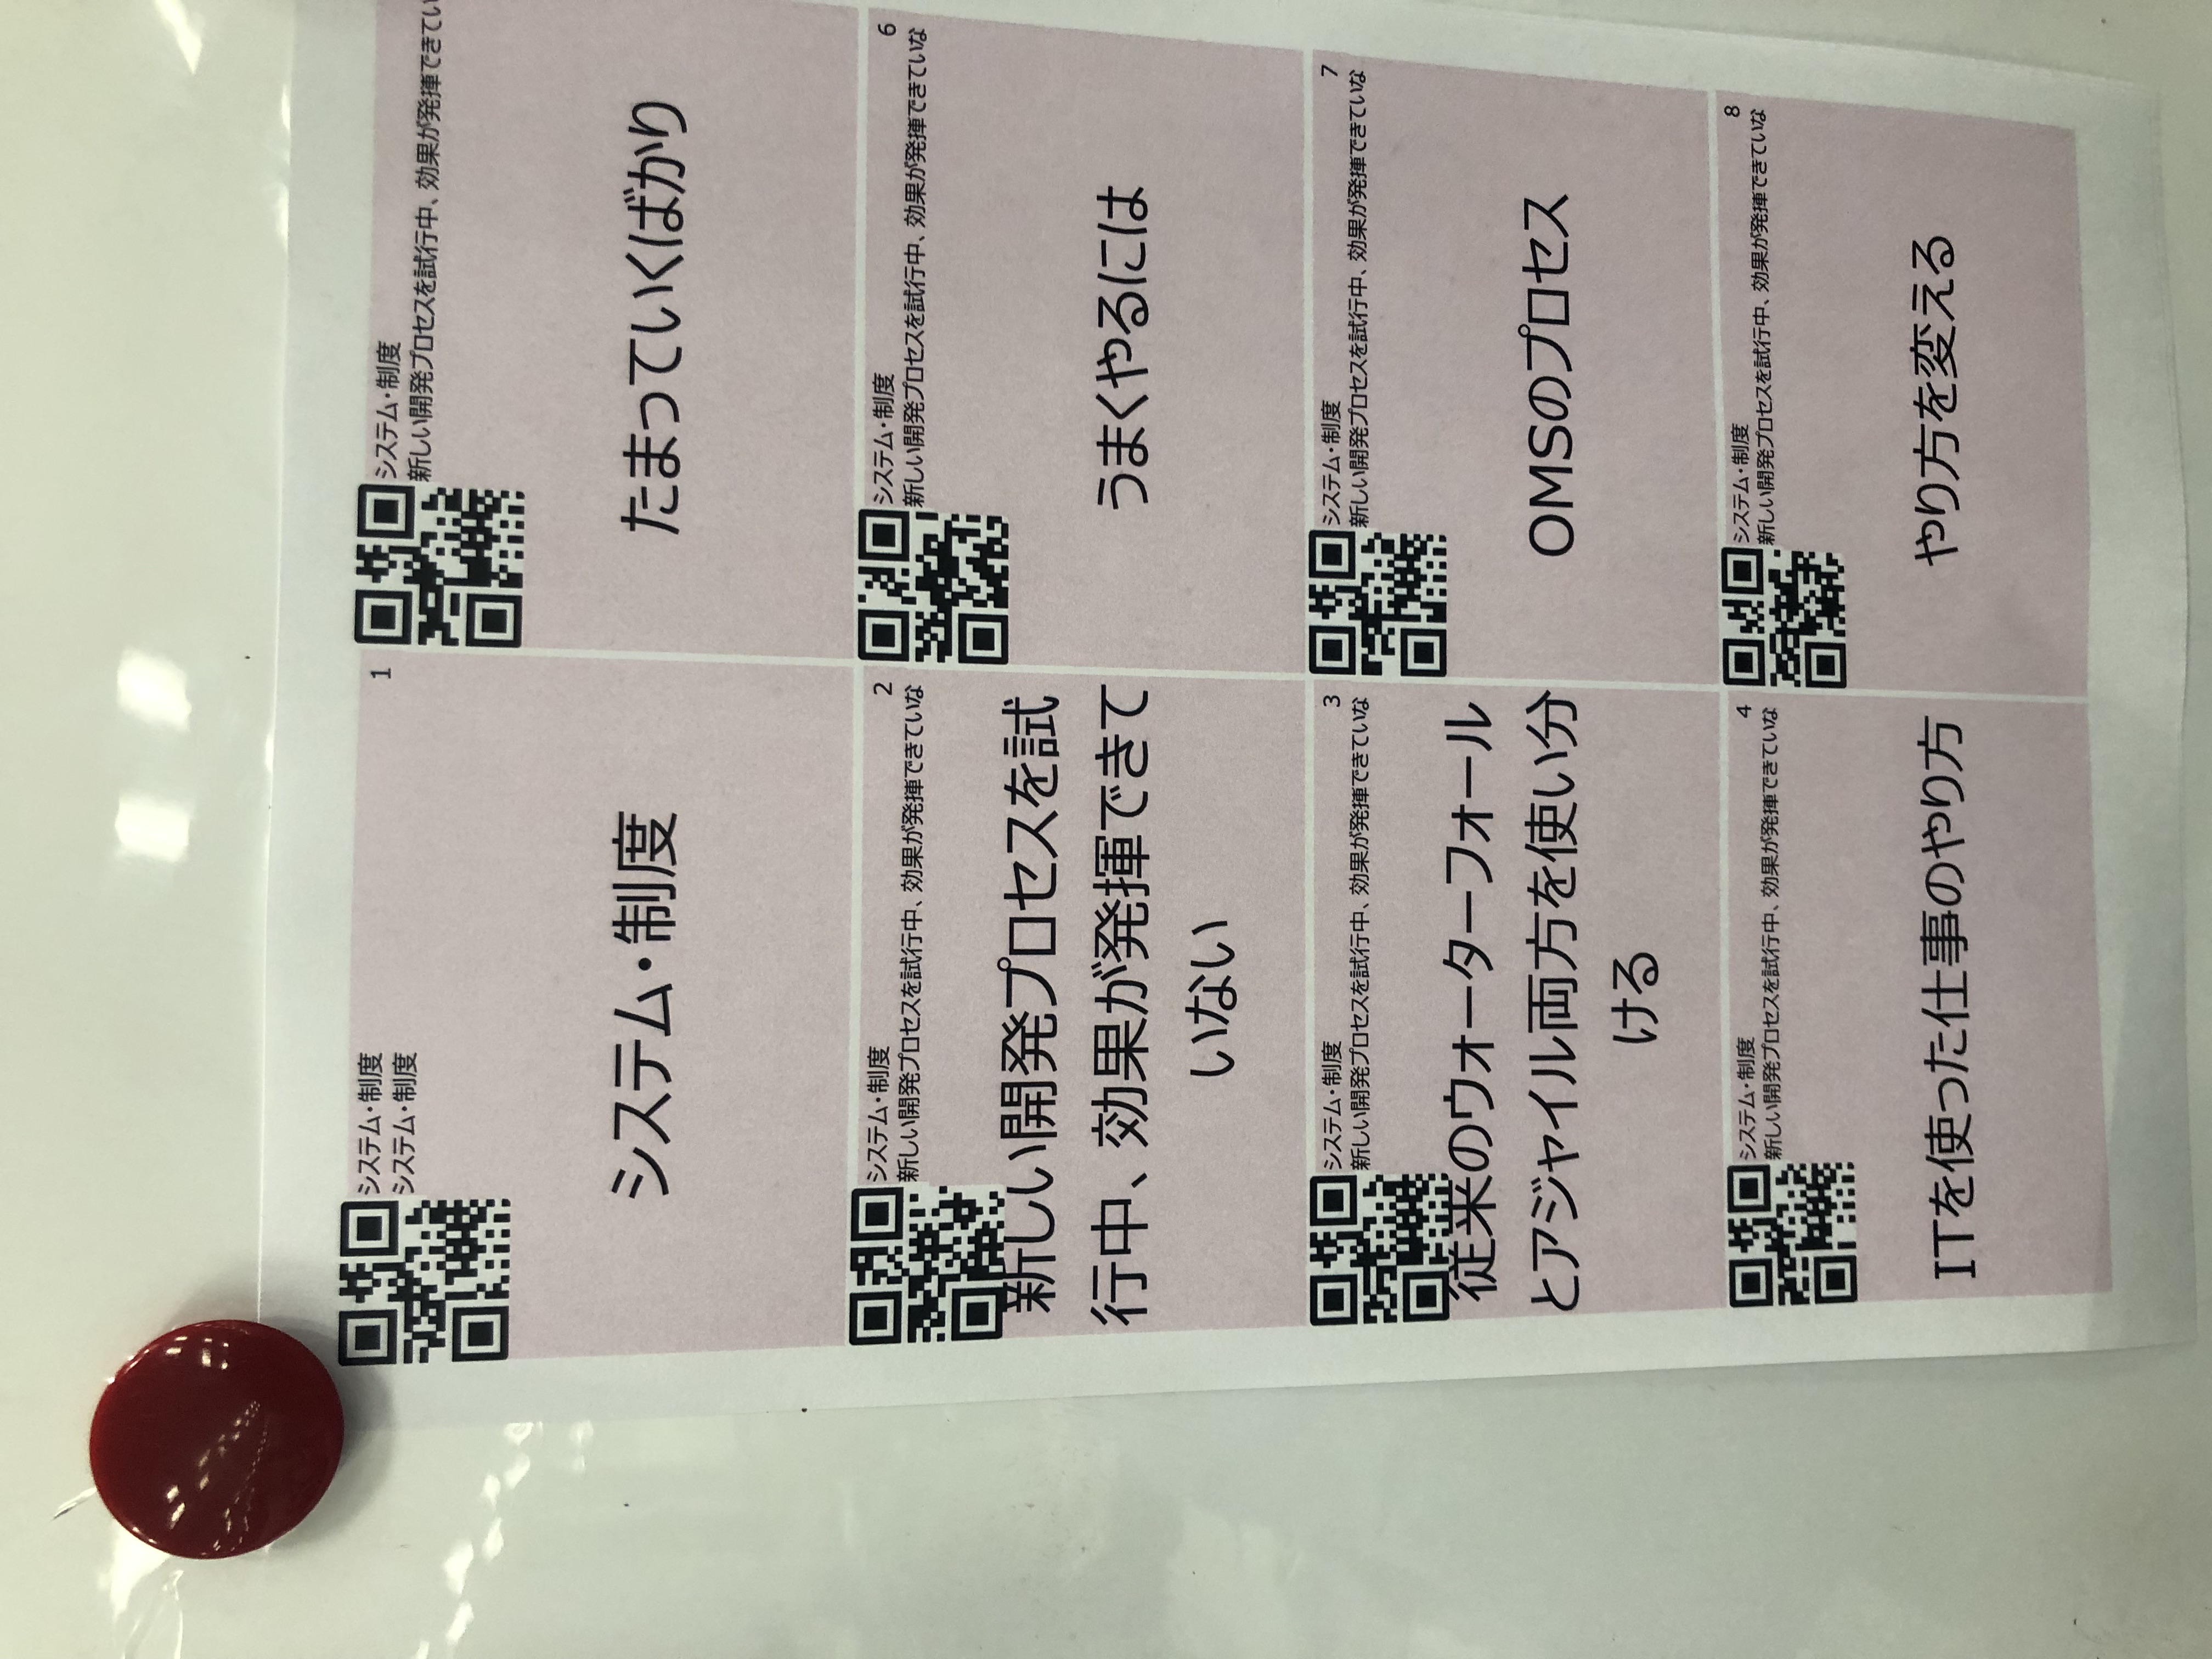 システム・制度
システム・制度
1
システム・制度
システム・制度
新しい開発プロセスを試行中、効果が発揮できてい
たまっていくばかり
システム・制度
2
新しい開発プロセスを試行中、効果が発揮できていな
新しい開発プロセスを試
行中、効果が発揮できて
いない
システム・制度
6
新しい開発プロセスを試行中、効果が発揮できていな
うまくやるには
システム・制度
3
新しい開発プロセスを試行中、効果が発揮できていな
従来のウォーターフォール
とアジャイル両方を使い分
ける
システム・制度
7
新しい開発プロセスを試行中、効果が発揮できていな
OMSのプロセス
システム・制度
4
新しい開発プロセスを試行中、効果が発揮できていな
ITを使った仕事のやり方
システム・制度
8
新しい開発プロセスを試行中、効果が発揮できていな
やり方を変える